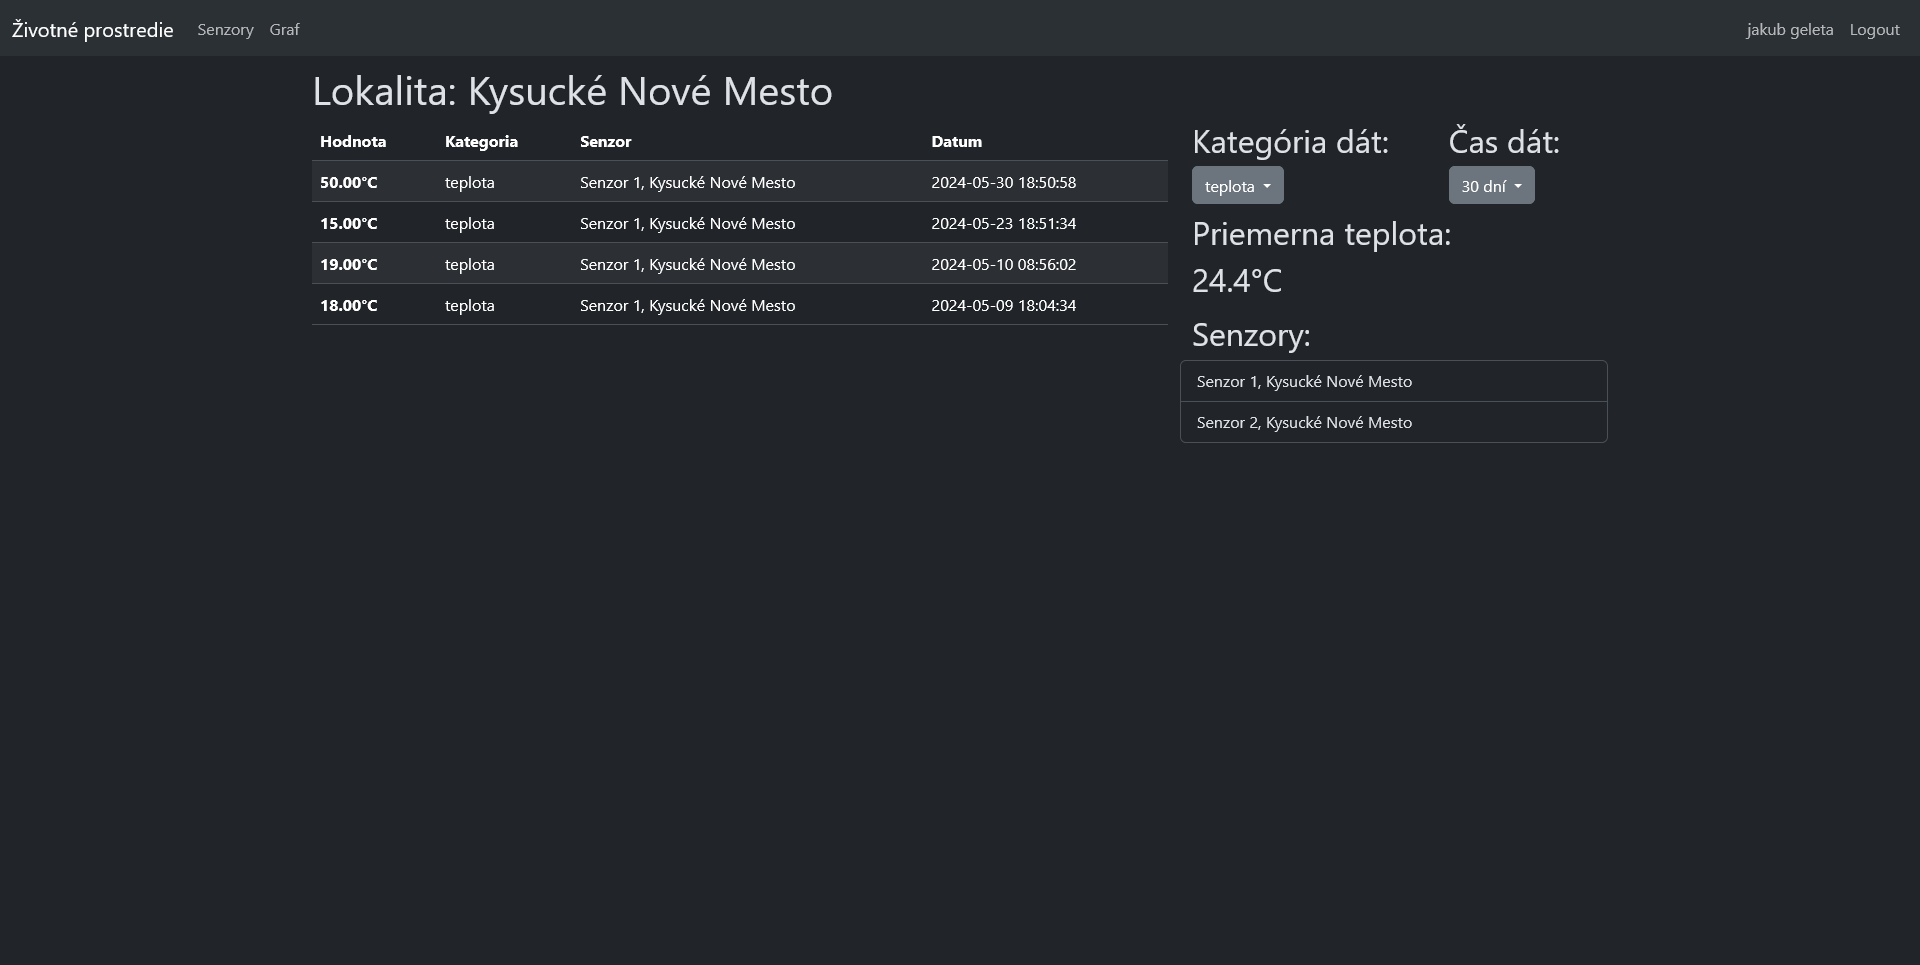 Životné prostredie Senzory Graf jakub geleta Logout
Lokalita: Kysucké Nové Mesto
Hodnota Kategoria Senzor Datum
50.00°C teplota Senzor 1, Kysucké Nové Mesto 2024-05-30 18:50:58
15.00°C teplota Senzor 1, Kysucké Nové Mesto 2024-05-23 18:51:34
19.00°C teplota Senzor 1, Kysucké Nové Mesto 2024-05-10 08:56:02
18.00°C teplota Senzor 1, Kysucké Nové Mesto 2024-05-09 18:04:34
Kategória dát: Čas dát:
teplota 30 dní
Priemerna teplota:
24.4°C
Senzory:
Senzor 1, Kysucké Nové Mesto
Senzor 2, Kysucké Nové Mesto